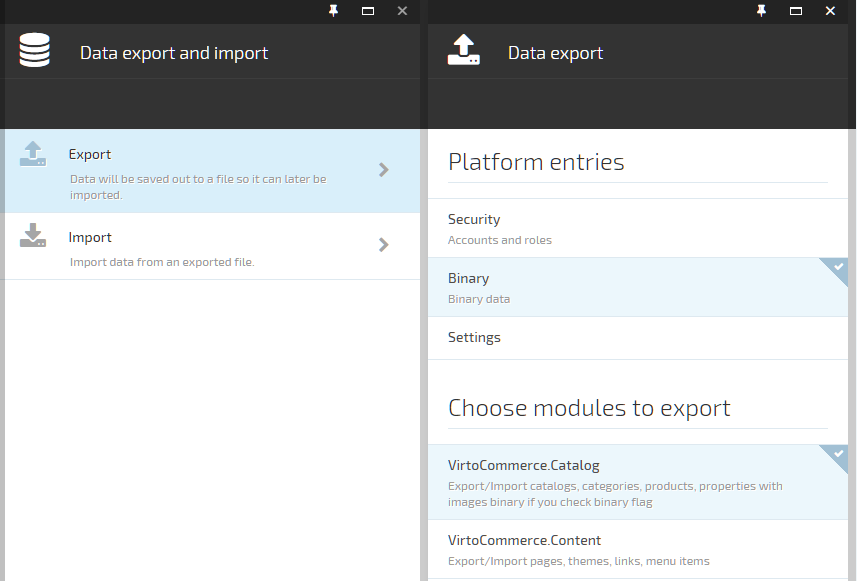 Data export and import
Export
Data will be saved out to a file so it can later be
imported.
Import
Import data from an exported file.
Data export
Platform entries
Security
Accounts and roles
Binary
Binary data
Settings
Choose modules to export
VirtoCommerce.Catalog
Export/Import catalogs, categories, products, properties with
images binary if you check binary flag
VirtoCommerce.Content
Export/Import pages, themes, links, menu items